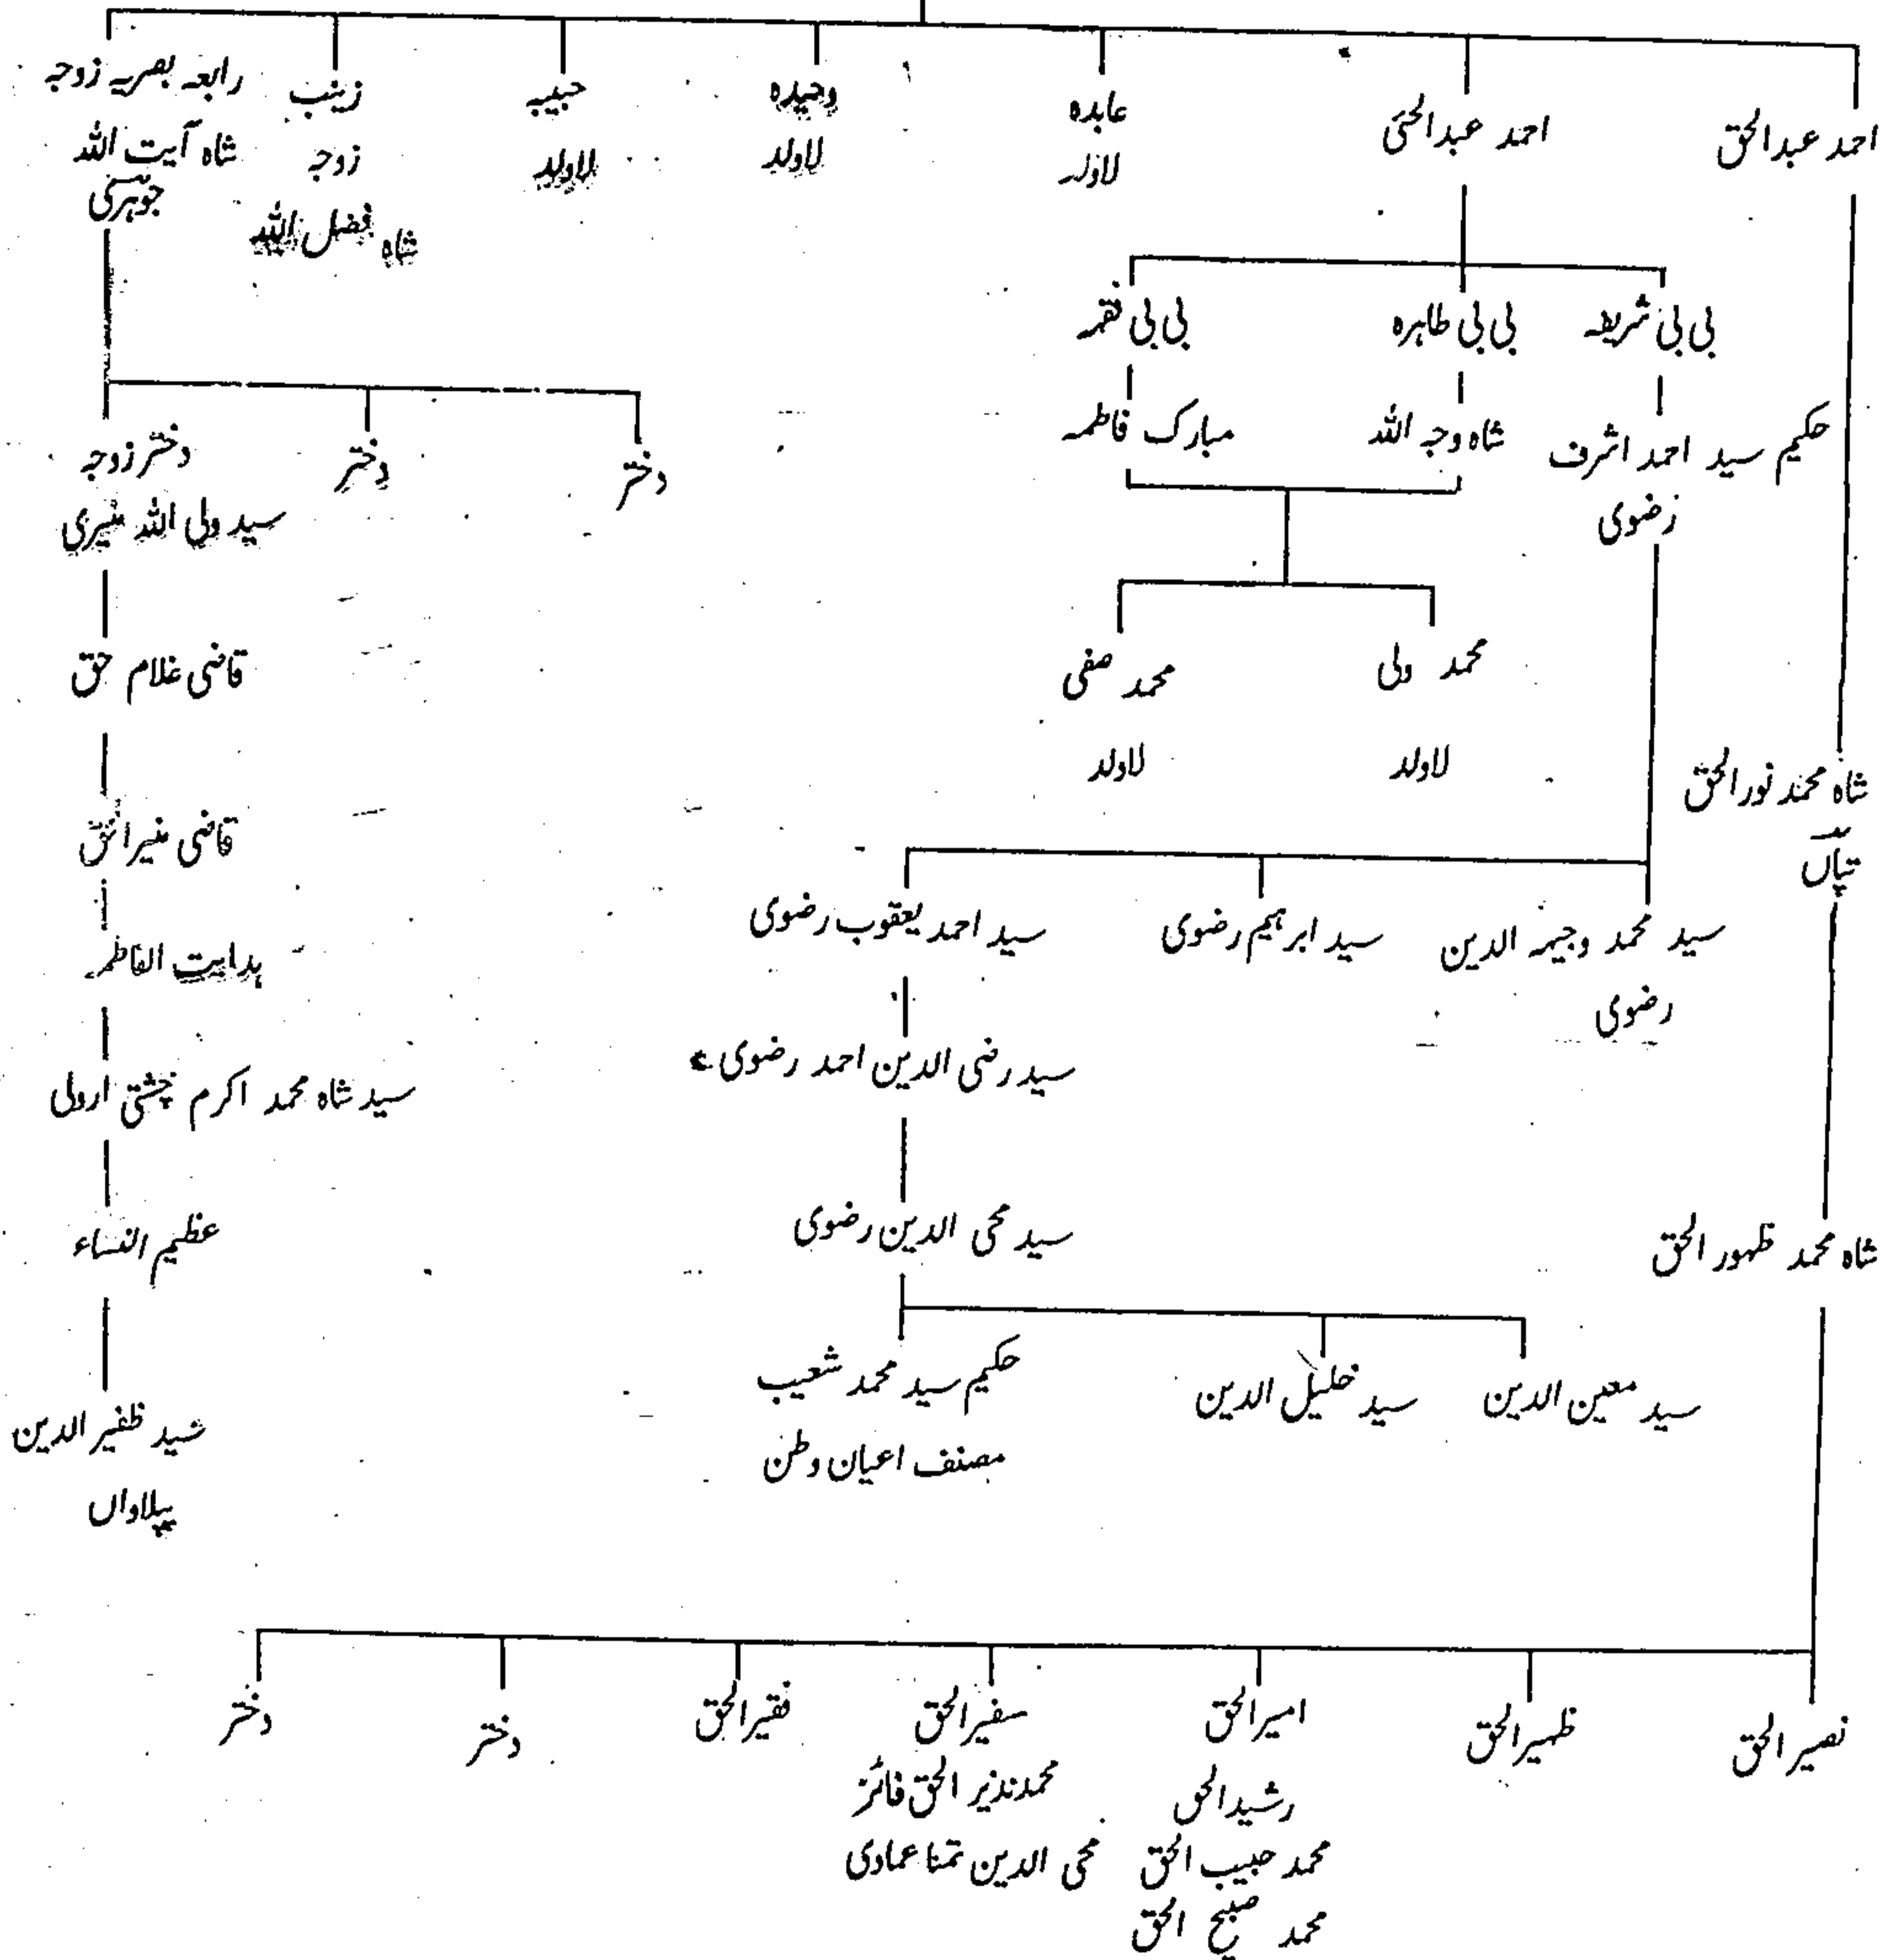 احمد عبدالحق
احمد عبدالحئی
عابدہ
لاولد
وحیدہ
لاولد
حبیبہ
لاولد
زینب
زوجہ
شاہ فضل اللہ
رابعہ بصریہ زوجہ
شاہ آیت اللہ
جوہری
بی بی شریفہ
بی بی طاہرہ
بی بی
حکیم سید احمد اشرف
رضوی
شاہ وجہ اللہ
مبارک فاطمہ
دختر
دختر
دختر زوجہ
سید ولی اللہ منیری
محمد ولی
لاولد
محمد صفی
لاولد
قاضی غلام حق
شاہ محمد نور الحق
تپاں
قاضی منیر الحق
سید محمد وجیہہ الدین
رضوی
سید ابرہیم رضوی
سید احمد یعقوب رضوی
ہدایت الفاطمہ
سید رضی الدین احمد رضوی
سید شاہ محمد اکرم چشتی ارولی
شاہ محمد ظہور الحق
سید محی الدین رضوی
عظیم النساء
سید معین الدین
سید خلیل الدین
حکیم سید محمد شعیب
مصنف اعیان وطن
سید ظفیر الدین
پپلاواں
نصیر الحق
ظہیر الحق
امیر الحق
رشید الحق
محمد حبیب الحق
محمد صبیح الحق
سفیر الحق
محمد نذیر الحق فائز
محی الدین تمنا عمادی
فقیر الحق
دختر
دختر